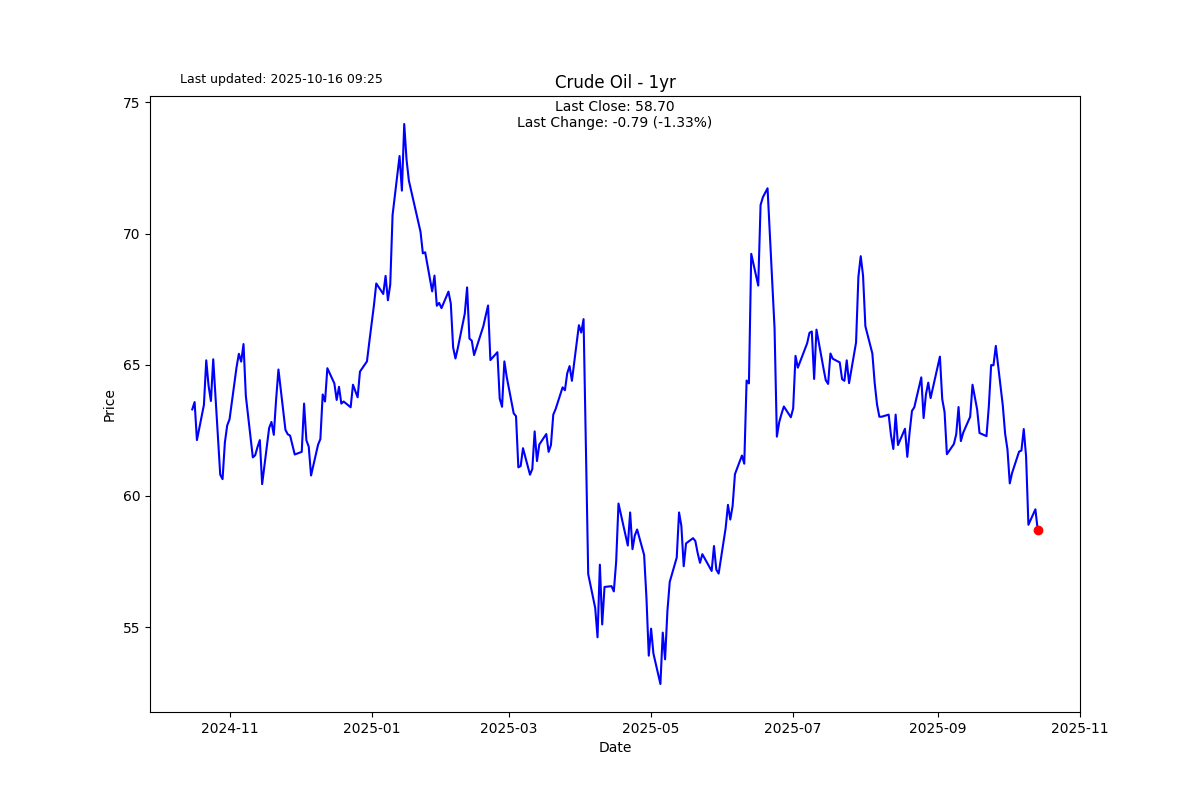 Last updated: 2025-10-16 09:25
Crude Oil - 1yr
Last Close: 58.70
Last Change: -0.79 (-1.33%)
75
70
65
60
55
Price
2024-11
2025-01
2025-03
2025-05
2025-07
2025-09
2025-11
Date